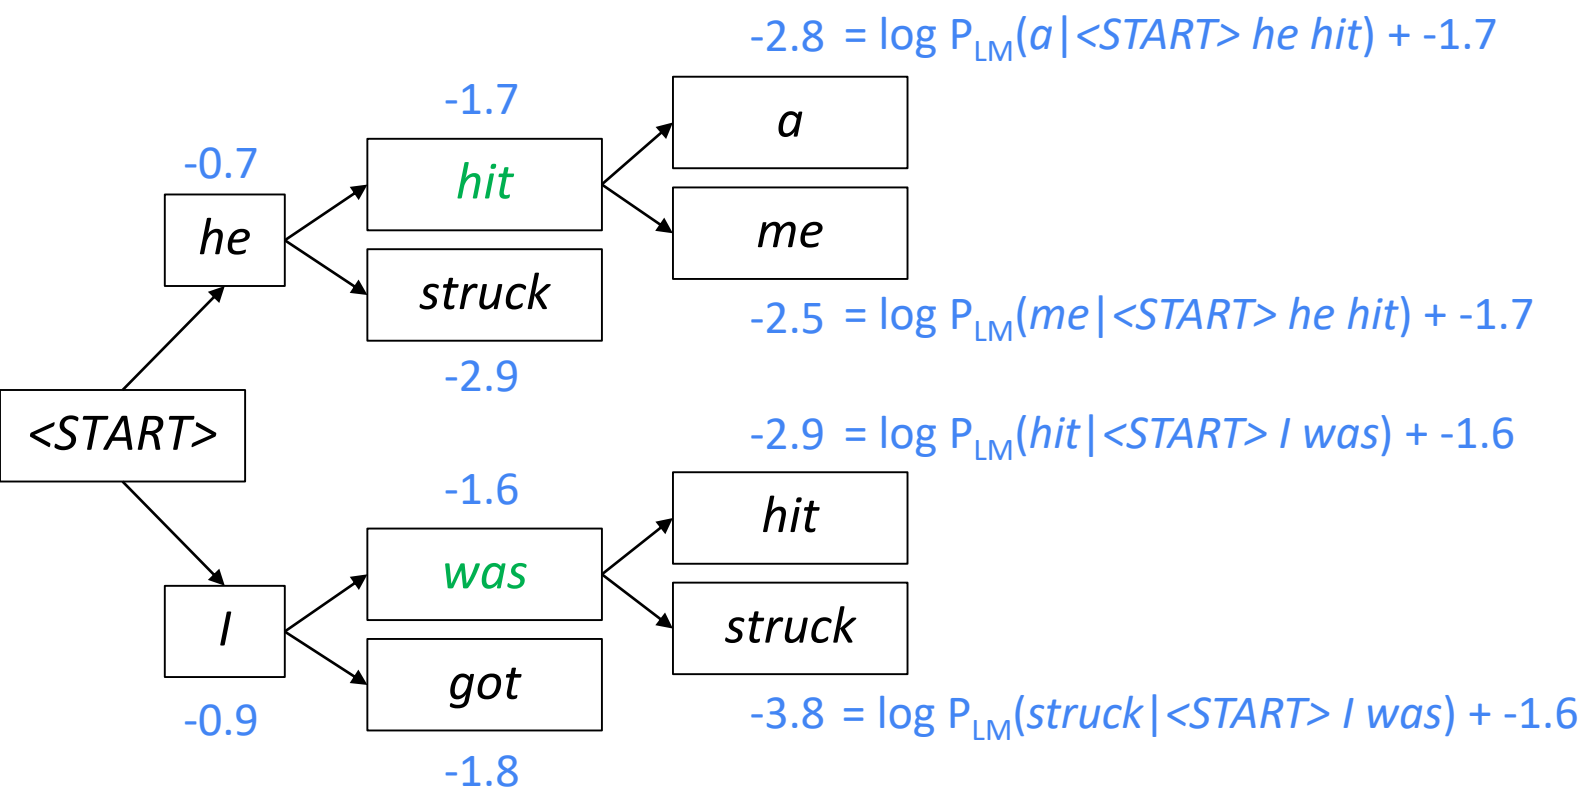 -2.8 = log P_LM(a|<START> he hit) + -1.7
-1.7
a
-0.7
hit
he
me
struck
-2.5 = log P_LM(me|<START> he hit) + -1.7
-2.9
<START>
-2.9 = log P_LM(hit|<START> I was) + -1.6
-1.6
hit
was
I
struck
got
-0.9
-3.8 = log P_LM(struck|<START> I was) + -1.6
-1.8